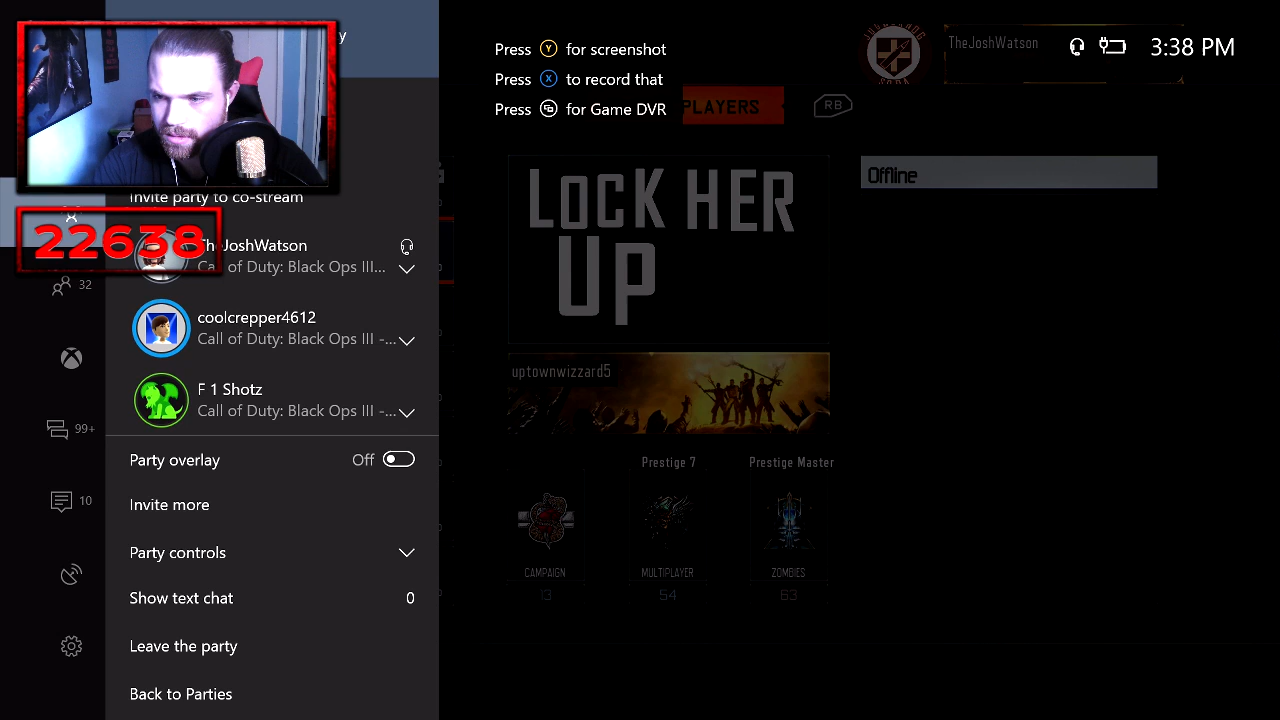 y
Press Y for screenshot
Press X to record that
Press for Game DVR
PLAYERS
RB
TheJoshWatson
3:38 PM
Offline
LOCK HER
UP
Invite party to co-stream
22638
TheJoshWatson
Call of Duty: Black Ops III...
32
coolcrepper4612
Call of Duty: Black Ops III -...
F 1 Shotz
Call of Duty: Black Ops III -...
99+
uptownwizzard5
Party overlay
Off
Prestige 7
Prestige Master
Invite more
10
Party controls
CAMPAIGN
MULTIPLAYER
ZOMBIES
13
54
63
Show text chat
0
Leave the party
Back to Parties